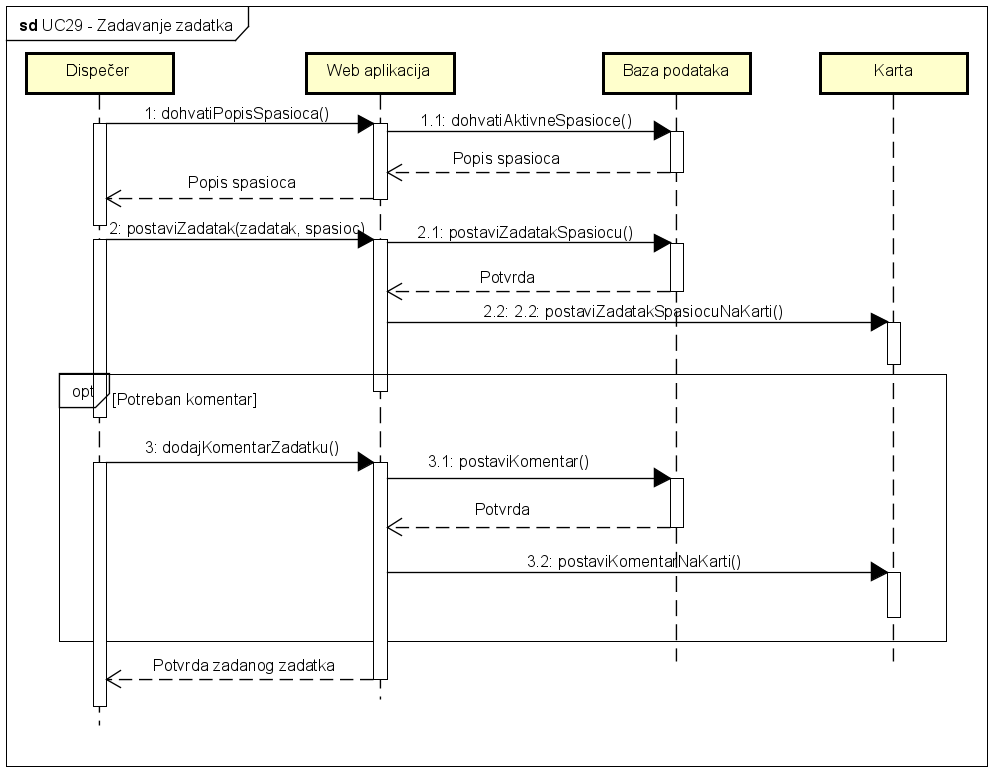 sd UC29 - Zadavanje zadatka
Dispečer
Web aplikacija
Baza podataka
Karta
1: dohvatiPopisSpasioca()
1.1: dohvatiAktivneSpasioce()
Popis spasioca
Popis spasioca
2: postaviZadatak(zadatak, spasioc)
2.1: postaviZadatakSpasiocu()
Potvrda
2.2: 2.2: postaviZadatakSpasiocuNaKarti()
opt
[Potreban komentar]
3: dodajKomentarZadatku()
3.1: postaviKomentar()
Potvrda
3.2: postaviKomentarNaKarti()
Potvrda zadanog zadatka